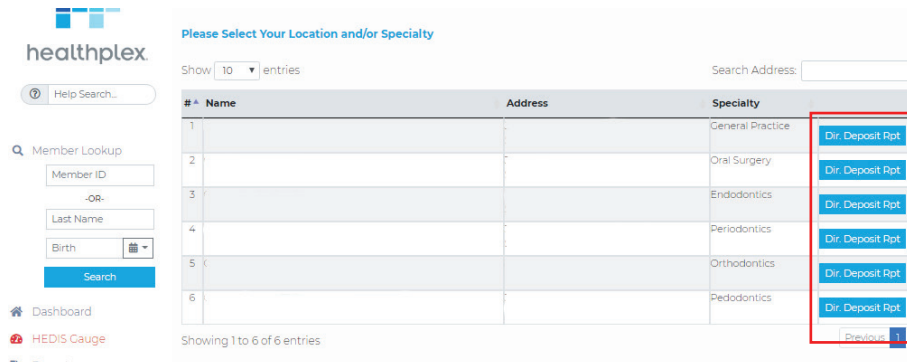 healthplex.
Help Search...
Member Lookup
Member ID
-OR-
Last Name
Birth
Search
Dashboard
HEDIS Gauge
Please Select Your Location and/or Specialty
Show 10 entries
Search Address:
# Name Address Specialty
1 General Practice Dir. Deposit Rpt
2 Oral Surgery Dir. Deposit Rpt
3 Endodontics Dir. Deposit Rpt
4 Periodontics Dir. Deposit Rpt
5 Orthodontics Dir. Deposit Rpt
6 Pedodontics Dir. Deposit Rpt
Showing 1 to 6 of 6 entries
Previous 1